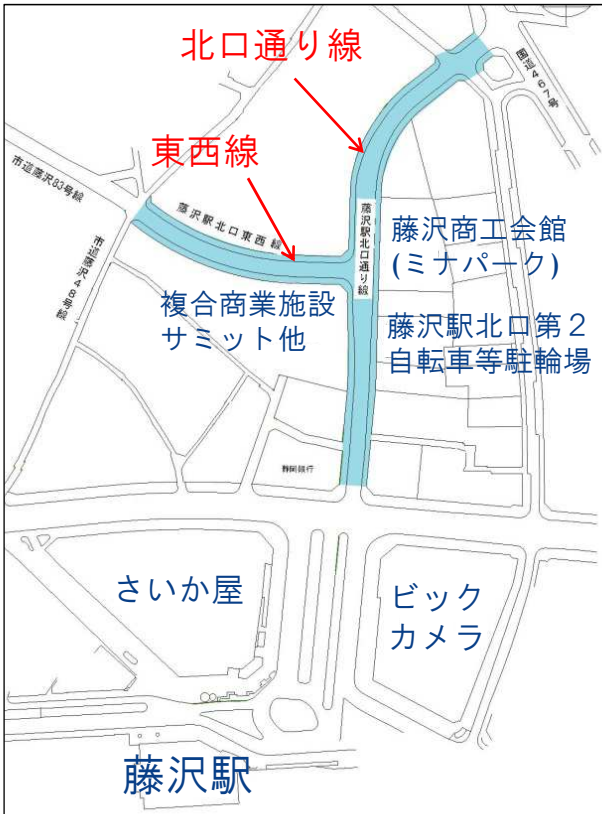 北口通り線
国道467号
東西線
市道藤沢83号線
藤沢駅北口東西線
市道藤沢48号線
藤沢駅北口通り線
藤沢商工会館
(ミナパーク)
複合商業施設
サミット他
藤沢駅北口第2
自転車等駐輪場
静岡銀行
さいか屋
ビック
カメラ
藤沢駅